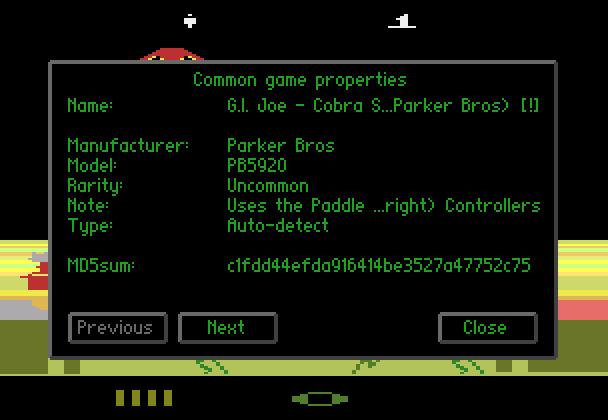 1
Common game properties
Name: G.I. Joe - Cobra S...Parker Bros) [!]
Manufacturer: Parker Bros
Model: PB5920
Rarity: Uncommon
Note: Uses the Paddle ...right) Controllers
Type: Auto-detect
MD5sum: c1fdd44efda916414be3527a47752c75
Previous Next Close